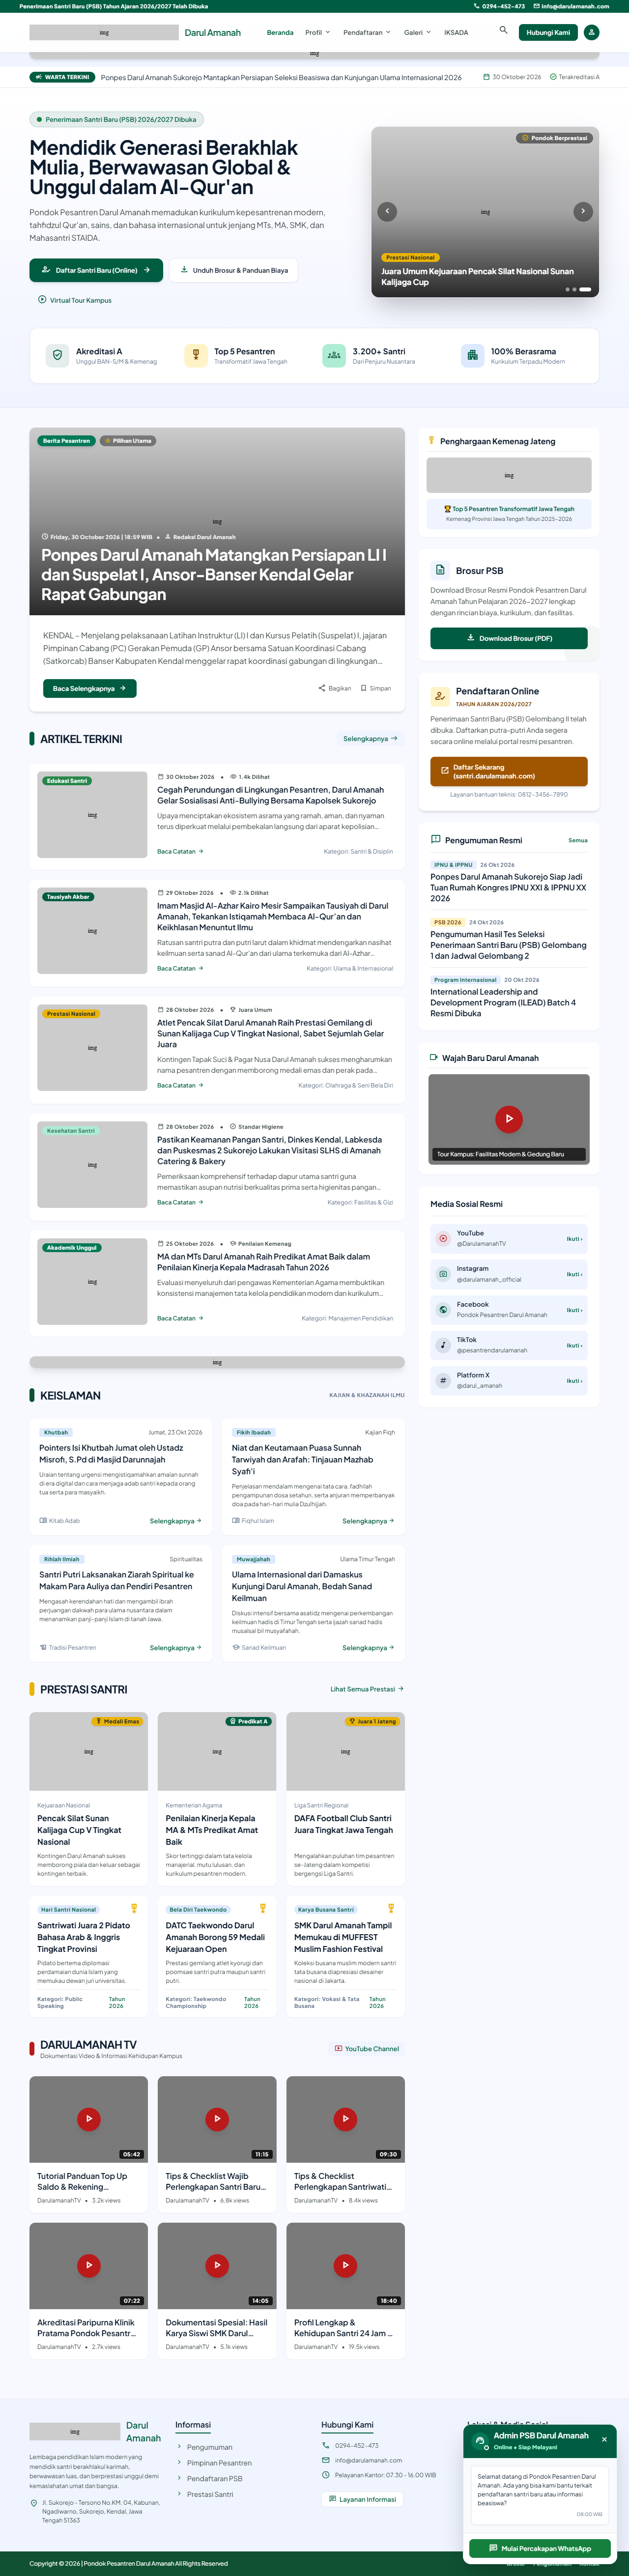 Penerimaan Santri Baru (PSB) Tahun Ajaran 2026/2027 Telah Dibuka
0294-452-473
info@darulamanah.com
img
Darul Amanah
Beranda
Profil
Pendaftaran
Galeri
IKSADA
Hubungi Kami
img
WARTA TERKINI
Ponpes Darul Amanah Sukorejo Mantapkan Persiapan Seleksi Beasiswa dan Kunjungan Ulama Internasional 2026
30 Oktober 2026
Terakreditasi A
Penerimaan Santri Baru (PSB) 2026/2027 Dibuka
Mendidik Generasi Berakhlak
Mulia, Berwawasan Global &
Unggul dalam Al-Qur'an
Pondok Pesantren Darul Amanah memadukan kurikulum kepesantrenan modern,
tahfidzul Qur'an, sains, dan bahasa internasional untuk jenjang MTs, MA, SMK, dan
Mahasantri STAIDA.
Daftar Santri Baru (Online)
Unduh Brosur & Panduan Biaya
Virtual Tour Kampus
Pondok Berprestasi
img
Prestasi Nasional
Juara Umum Kejuaraan Pencak Silat Nasional Sunan
Kalijaga Cup
Akreditasi A
Unggul BAN-S/M & Kemenag
Top 5 Pesantren
Transformatif Jawa Tengah
3.200+ Santri
Dari Penjuru Nusantara
100% Berasrama
Kurikulum Terpadu Modern
Berita Pesantren
Pilihan Utama
img
Friday, 30 October 2026 | 18:59 WIB
Redaksi Darul Amanah
Ponpes Darul Amanah Matangkan Persiapan LI I
dan Suspelat I, Ansor-Banser Kendal Gelar
Rapat Gabungan
KENDAL – Menjelang pelaksanaan Latihan Instruktur (LI) I dan Kursus Pelatih (Suspelat) I, jajaran
Pimpinan Cabang (PC) Gerakan Pemuda (GP) Ansor bersama Satuan Koordinasi Cabang
(Satkorcab) Banser Kabupaten Kendal menggelar rapat koordinasi gabungan di lingkungan...
Baca Selengkapnya
Bagikan
Simpan
Penghargaan Kemenag Jateng
img
Top 5 Pesantren Transformatif Jawa Tengah
Kemenag Provinsi Jawa Tengah Tahun 2025-2026
Brosur PSB
Download Brosur Resmi Pondok Pesantren Darul
Amanah Tahun Pelajaran 2026-2027 lengkap
dengan rincian biaya, kurikulum, dan fasilitas.
Download Brosur (PDF)
Pendaftaran Online
TAHUN AJARAN 2026/2027
Penerimaan Santri Baru (PSB) Gelombang II telah
dibuka. Daftarkan putra-putri Anda segera
secara online melalui portal resmi pesantren.
Daftar Sekarang
(santri.darulamanah.com)
Layanan bantuan teknis: 0812-3456-7890
Pengumuman Resmi
Semua
IPNU & IPPNU
26 Okt 2026
Ponpes Darul Amanah Sukorejo Siap Jadi
Tuan Rumah Kongres IPNU XXI & IPPNU XX
2026
PSB 2026
24 Okt 2026
Pengumuman Hasil Tes Seleksi
Penerimaan Santri Baru (PSB) Gelombang
1 dan Jadwal Gelombang 2
Program Internasional
20 Okt 2026
International Leadership and
Development Program (ILEAD) Batch 4
Resmi Dibuka
Wajah Baru Darul Amanah
Tour Kampus: Fasilitas Modern & Gedung Baru
Media Sosial Resmi
YouTube
@DarulamanahTV
Ikuti ›
Instagram
@darulamanah_official
Ikuti ›
Facebook
Pondok Pesantren Darul Amanah
Ikuti ›
TikTok
@pesantrendarulamanah
Ikuti ›
Platform X
@darul_amanah
Ikuti ›
ARTIKEL TERKINI
Selengkapnya
Edukasi Santri
img
30 Oktober 2026
1.4k Dilihat
Cegah Perundungan di Lingkungan Pesantren, Darul Amanah
Gelar Sosialisasi Anti-Bullying Bersama Kapolsek Sukorejo
Upaya menciptakan ekosistem asrama yang ramah, aman, dan nyaman
terus diperkuat melalui pembekalan langsung dari aparat kepolisian...
Baca Catatan
Kategori: Santri & Disiplin
Tausiyah Akbar
img
29 Oktober 2026
2.1k Dilihat
Imam Masjid Al-Azhar Kairo Mesir Sampaikan Tausiyah di Darul
Amanah, Tekankan Istiqamah Membaca Al-Qur'an dan
Keikhlasan Menuntut Ilmu
Ratusan santri putra dan putri larut dalam khidmat mendengarkan nasihat
keilmuan serta sanad Al-Qur'an dari ulama terkemuka dari Al-Azhar...
Baca Catatan
Kategori: Ulama & Internasional
Prestasi Nasional
img
28 Oktober 2026
Juara Umum
Atlet Pencak Silat Darul Amanah Raih Prestasi Gemilang di
Sunan Kalijaga Cup V Tingkat Nasional, Sabet Sejumlah Gelar
Juara
Kontingen Tapak Suci & Pagar Nusa Darul Amanah sukses mengharumkan
nama pesantren dengan memborong medali emas dan perak pada...
Baca Catatan
Kategori: Olahraga & Seni Bela Diri
Kesehatan Santri
img
28 Oktober 2026
Standar Higiene
Pastikan Keamanan Pangan Santri, Dinkes Kendal, Labkesda
dan Puskesmas 2 Sukorejo Lakukan Visitasi SLHS di Amanah
Catering & Bakery
Pemeriksaan komprehensif terhadap dapur utama santri guna
memastikan asupan nutrisi berkualitas prima serta higienitas pangan...
Baca Catatan
Kategori: Fasilitas & Gizi
Akademik Unggul
img
25 Oktober 2026
Penilaian Kemenag
MA dan MTs Darul Amanah Raih Predikat Amat Baik dalam
Penilaian Kinerja Kepala Madrasah Tahun 2026
Evaluasi menyeluruh dari pengawas Kementerian Agama membuktikan
konsistensi manajemen tata kelola pendidikan modern dan kurikulum...
Baca Catatan
Kategori: Manajemen Pendidikan
img
KEISLAMAN
KAJIAN & KHAZANAH ILMU
Khutbah
Jumat, 23 Okt 2026
Pointers Isi Khutbah Jumat oleh Ustadz
Misrofi, S.Pd di Masjid Darunnajah
Uraian tentang urgensi mengistiqamahkan amalan sunnah
di era digital dan cara menjaga adab santri kepada orang
tua serta para masyaikh.
Kitab Adab
Selengkapnya
Fikih Ibadah
Kajian Fiqh
Niat dan Keutamaan Puasa Sunnah
Tarwiyah dan Arafah: Tinjauan Mazhab
Syafi'i
Penjelasan mendalam mengenai tata cara, fadhilah
pengampunan dosa setahun, serta anjuran memperbanyak
doa pada hari-hari mulia Dzulhijjah.
Fiqhul Islam
Selengkapnya
Rihlah Ilmiah
Spiritualitas
Santri Putri Laksanakan Ziarah Spiritual ke
Makam Para Auliya dan Pendiri Pesantren
Mengasah kerendahan hati dan mengambil ibrah
perjuangan dakwah para ulama nusantara dalam
menanamkan panji-panji Islam di tanah Jawa.
Tradisi Pesantren
Selengkapnya
Muwajjahah
Ulama Timur Tengah
Ulama Internasional dari Damaskus
Kunjungi Darul Amanah, Bedah Sanad
Keilmuan
Diskusi intensif bersama asatidz mengenai perkembangan
keilmuan hadis di Timur Tengah serta ijazah sanad hadis
musalsal bil musyafahah.
Sanad Keilmuan
Selengkapnya
PRESTASI SANTRI
Lihat Semua Prestasi
Medali Emas
img
Kejuaraan Nasional
Pencak Silat Sunan
Kalijaga Cup V Tingkat
Nasional
Kontingen Darul Amanah sukses
memborong piala dan keluar sebagai
kontingen terbaik.
Predikat A
img
Kementerian Agama
Penilaian Kinerja Kepala
MA & MTs Predikat Amat
Baik
Skor tertinggi dalam tata kelola
manajerial, mutu lulusan, dan
kurikulum pesantren modern.
Juara 1 Jateng
img
Liga Santri Regional
DAFA Football Club Santri
Juara Tingkat Jawa Tengah
Mengalahkan puluhan tim pesantren
se-Jateng dalam kompetisi
bergengsi Liga Santri.
Hari Santri Nasional
Santriwati Juara 2 Pidato
Bahasa Arab & Inggris
Tingkat Provinsi
Pidato bertema diplomasi
perdamaian dunia Islam yang
memukau dewan juri universitas.
Kategori: Public
Speaking
Tahun
2026
Bela Diri Taekwondo
DATC Taekwondo Darul
Amanah Borong 59 Medali
Kejuaraan Open
Prestasi gemilang atlet kyorugi dan
poomsae santri putra maupun santri
putri.
Kategori: Taekwondo
Championship
Tahun
2026
Karya Busana Santri
SMK Darul Amanah Tampil
Memukau di MUFFEST
Muslim Fashion Festival
Koleksi busana muslim modern santri
tata busana diapresiasi desainer
nasional di Jakarta.
Kategori: Vokasi & Tata
Busana
Tahun
2026
DARULAMANAH TV
Dokumentasi Video & Informasi Kehidupan Kampus
YouTube Channel
05:42
Tutorial Panduan Top Up
Saldo & Rekening...
DarulamanahTV • 3.2k views
11:15
Tips & Checklist Wajib
Perlengkapan Santri Baru...
DarulamanahTV • 6.8k views
09:30
Tips & Checklist
Perlengkapan Santriwati...
DarulamanahTV • 8.4k views
07:22
Akreditasi Paripurna Klinik
Pratama Pondok Pesantr...
DarulamanahTV • 2.7k views
14:05
Dokumentasi Spesial: Hasil
Karya Siswi SMK Darul...
DarulamanahTV • 5.1k views
18:40
Profil Lengkap &
Kehidupan Santri 24 Jam ...
DarulamanahTV • 19.5k views
img
Darul
Amanah
Lembaga pendidikan Islam modern yang
mendidik santri berakhlakul karimah,
berwawasan luas, dan berprestasi unggul demi
kemaslahatan umat dan bangsa.
Jl. Sukorejo - Tersono No.KM. 04, Kabunan,
Ngadiwarno, Sukorejo, Kendal, Jawa
Tengah 51363
Informasi
Pengumuman
Pimpinan Pesantren
Pendaftaran PSB
Prestasi Santri
Hubungi Kami
0294-452-473
info@darulamanah.com
Pelayanan Kantor: 07.30 - 16.00 WIB
Layanan Informasi
Admin PSB Darul Amanah
Online • Siap Melayani
Selamat datang di Pondok Pesantren Darul
Amanah. Ada yang bisa kami bantu terkait
pendaftaran santri baru atau informasi
beasiswa?
08:00 WIB
Mulai Percakapan WhatsApp
Copyright © 2026 | Pondok Pesantren Darul Amanah All Rights Reserved